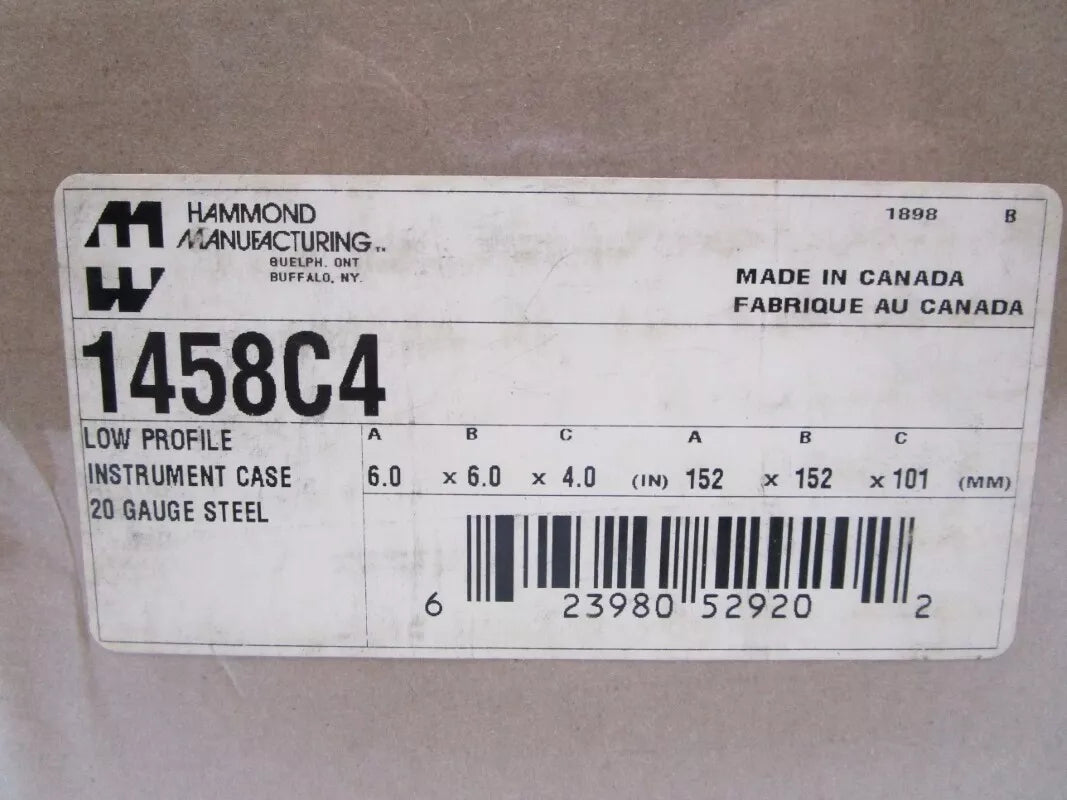 HAMMOND
MANUFACTURING..
GUELPH. ONT
BUFFALO, NY.
1898 B
MADE IN CANADA
FABRIQUE AU CANADA
1458C4
LOW PROFILE
INSTRUMENT CASE
20 GAUGE STEEL
A B C A B C
6.0 x 6.0 x 4.0 (IN) 152 x 152 x 101 (MM)
6 23980 52920 2